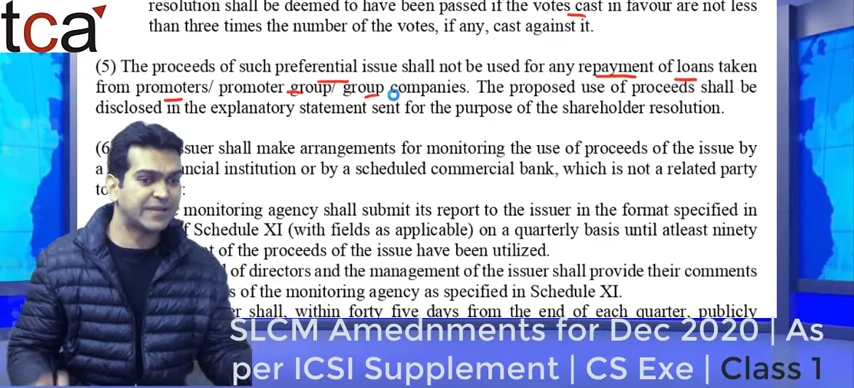 tca
resolution shall be deemed to have been passed if the votes cast in favour are not less
than three times the number of the votes, if any, cast against it.
(5) The proceeds of such preferential issue shall not be used for any repayment of loans taken
from promoters/ promoter group/ group companies. The proposed use of proceeds shall be
disclosed in the explanatory statement sent for the purpose of the shareholder resolution.
(6 suer shall make arrangements for monitoring the use of proceeds of the issue by
a ncial institution or by a scheduled commercial bank, which is not a related party
to :
monitoring agency shall submit its report to the issuer in the format specified in
f Schedule XI (with fields as applicable) on a quarterly basis until atleast ninety
t of the proceeds of the issue have been utilized.
l of directors and the management of the issuer shall provide their comments
s of the monitoring agency as specified in Schedule XI.
er shall, within forty five days from the end of each quarter, publicly
SLCM Amednments for Dec 2020 | As
per ICSI Supplement | CS Exe | Class 1